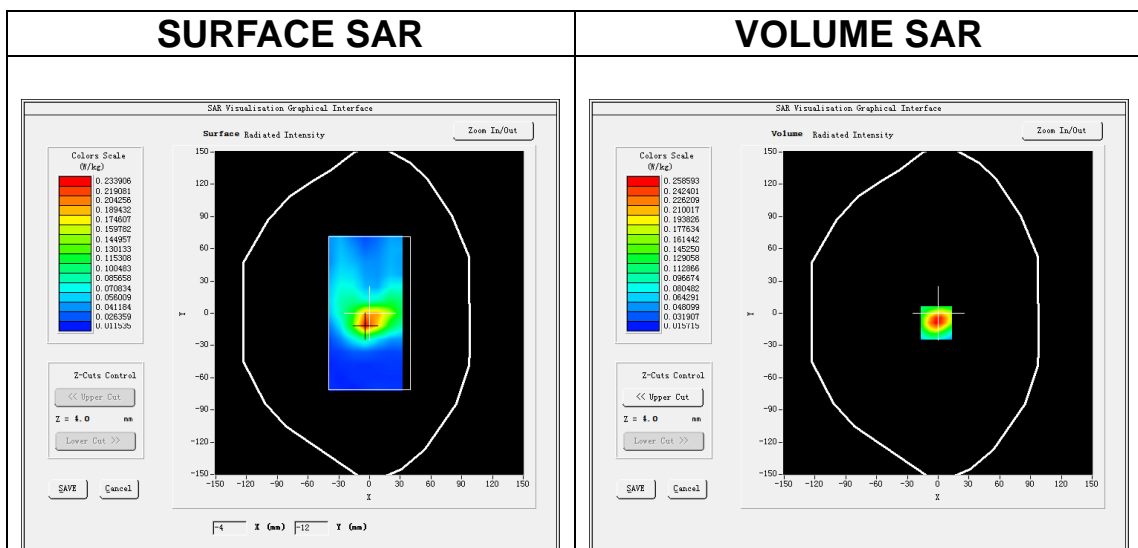 SURFACE SAR
VOLUME SAR
SAR Visualisation Graphical Interface
Surface Radiated Intensity
Zoom In/Out
Colors Scale
(W/kg)
0.233906
0.219081
0.204256
0.189432
0.174607
0.159782
0.144957
0.130133
0.115308
0.100483
0.085658
0.070834
0.056009
0.041184
0.026359
0.011535
Z-Cuts Control
<< Upper Cut
Z = 4.0 mm
Lower Cut >>
SAVE Cancel
150
120
90
60
30
0
-30
-60
-90
-120
-150
Y
-150 -120 -90 -60 -30 0 30 60 90 120 150
X
-4 X (mm) -12 Y (mm)
SAR Visualisation Graphical Interface
Volume Radiated Intensity
Zoom In/Out
Colors Scale
(W/kg)
0.258593
0.242401
0.226209
0.210017
0.193826
0.177634
0.161442
0.145250
0.129058
0.112866
0.096674
0.080482
0.064291
0.048099
0.031907
0.015715
Z-Cuts Control
<< Upper Cut
Z = 4.0 mm
Lower Cut >>
SAVE Cancel
150
120
90
60
30
0
-30
-60
-90
-120
-150
Y
-150 -120 -90 -60 -30 0 30 60 90 120 150
X